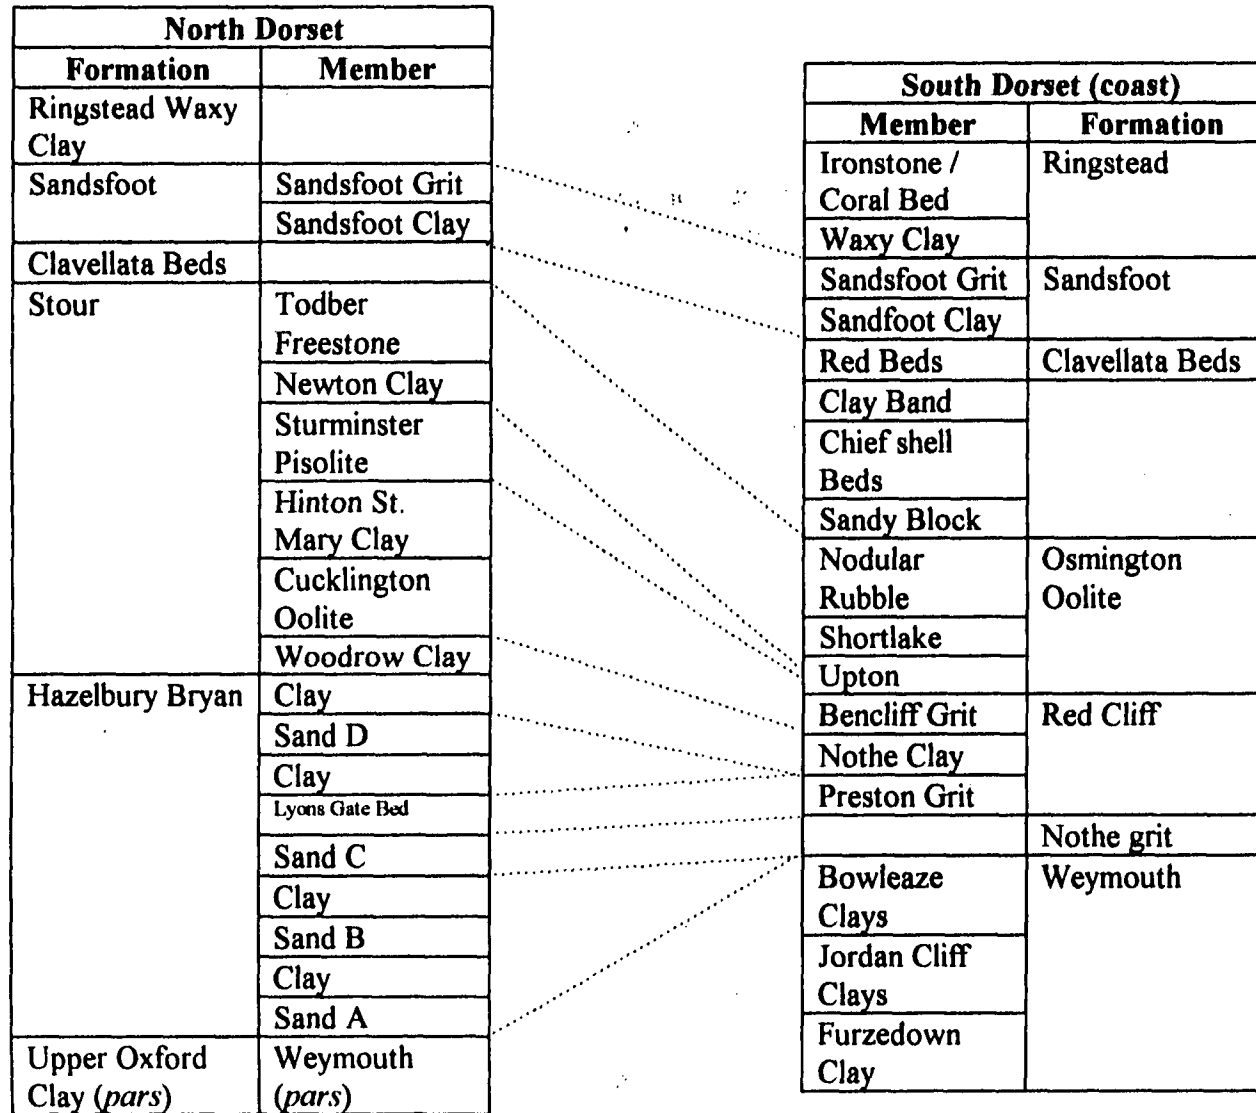 North Dorset
Formation Member
Ringstead Waxy
Clay
Sandsfoot Sandsfoot Grit
Sandsfoot Clay
Clavellata Beds
Stour Todber
Freestone
Newton Clay
Sturminster
Pisolite
Hinton St.
Mary Clay
Cucklington
Oolite
Woodrow Clay
Hazelbury Bryan Clay
Sand D
Clay
Lyons Gate Bed
Sand C
Clay
Sand B
Clay
Sand A
Upper Oxford Weymouth
Clay (pars) (pars)
South Dorset (coast)
Member Formation
Ironstone / Ringstead
Coral Bed
Waxy Clay
Sandsfoot Grit Sandsfoot
Sandfoot Clay
Red Beds Clavellata Beds
Clay Band
Chief shell
Beds
Sandy Block
Nodular Osmington
Rubble Oolite
Shortlake
Upton
Bencliff Grit Red Cliff
Nothe Clay
Preston Grit
Nothe grit
Bowleaze Weymouth
Clays
Jordan Cliff
Clays
Furzedown
Clay